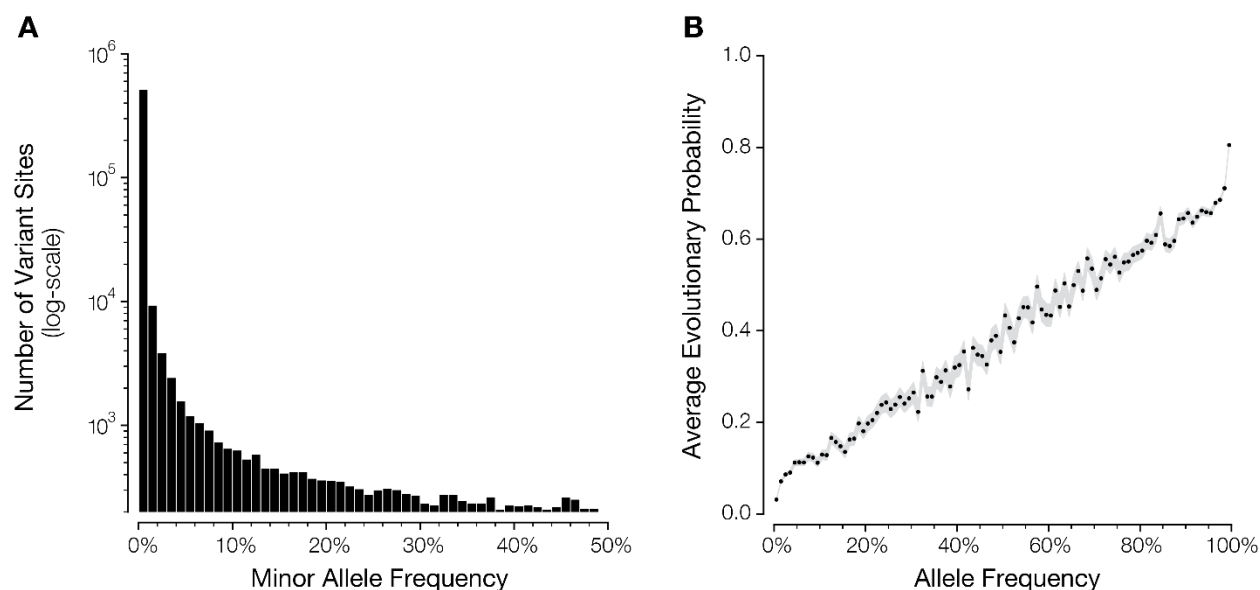 A
10⁶
10⁵
10⁴
10³
Number of Variant Sites
(log-scale)
0% 10% 20% 30% 40% 50%
Minor Allele Frequency
B
1.0
0.8
0.6
0.4
0.2
0.0
Average Evolutionary Probability
0% 20% 40% 60% 80% 100%
Allele Frequency